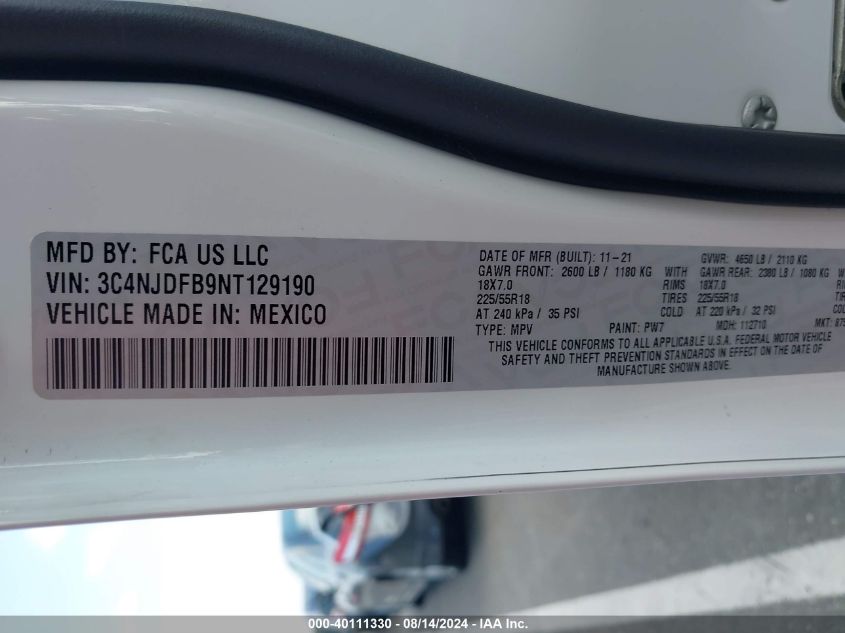 MFD BY: FCA US LLC
VIN: 3C4NJDFB9NT129190
VEHICLE MADE IN: MEXICO
DATE OF MFR (BUILT): 11-21 GVWR: 4650 LB / 2110 KG
GAWR FRONT: 2600 LB / 1180 KG WITH GAWR REAR: 2380 LB / 1080 KG
18X7.0 RIMS 18X7.0
225/55R18 TIRES 225/55R18
AT 240 kPa / 35 PSI COLD AT 220 kPa / 32 PSI
TYPE: MPV PAINT: PW7 MDH: 112710 MKT:
THIS VEHICLE CONFORMS TO ALL APPLICABLE U.S.A. FEDERAL MOTOR VEHICLE
SAFETY AND THEFT PREVENTION STANDARDS IN EFFECT ON THE DATE OF
MANUFACTURE SHOWN ABOVE.
000-40111330 - 08/14/2024 - IAA Inc.